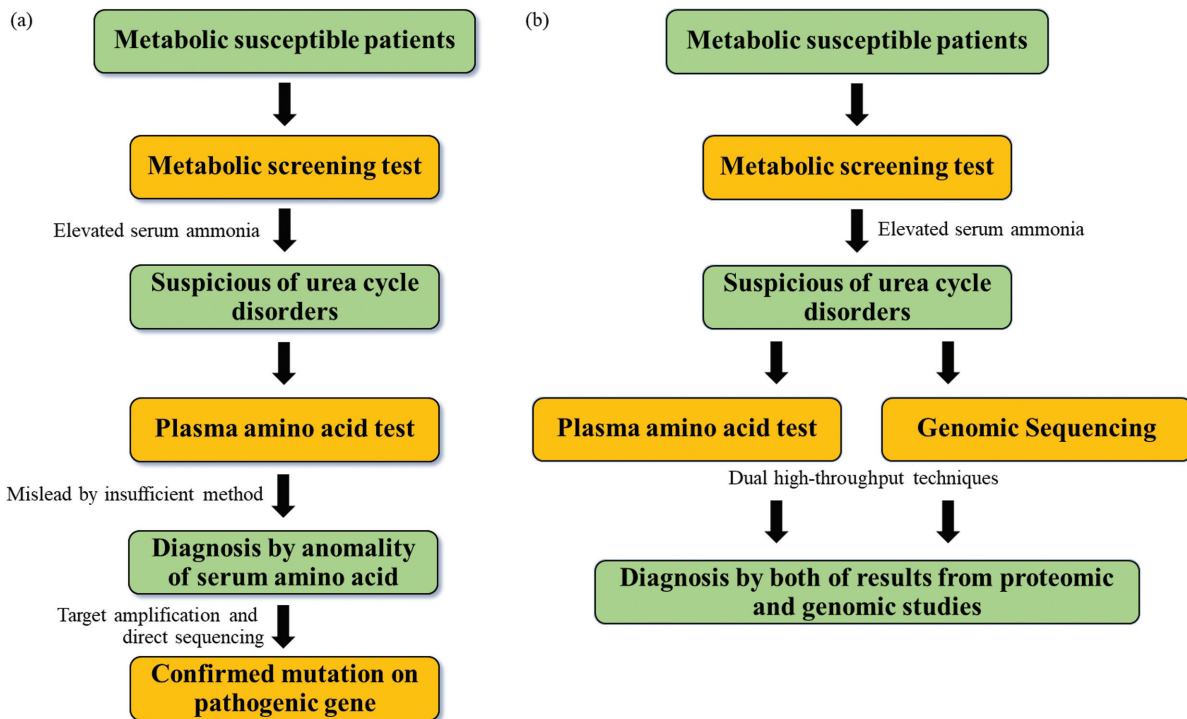 (a)
Metabolic susceptible patients
Metabolic screening test
Elevated serum ammonia
Suspicious of urea cycle
disorders
Plasma amino acid test
Mislead by insufficient method
Diagnosis by anomality
of serum amino acid
Target amplification and
direct sequencing
Confirmed mutation on
pathogenic gene
(b)
Metabolic susceptible patients
Metabolic screening test
Elevated serum ammonia
Suspicious of urea cycle
disorders
Plasma amino acid test
Genomic Sequencing
Dual high-throughput techniques
Diagnosis by both of results from proteomic
and genomic studies